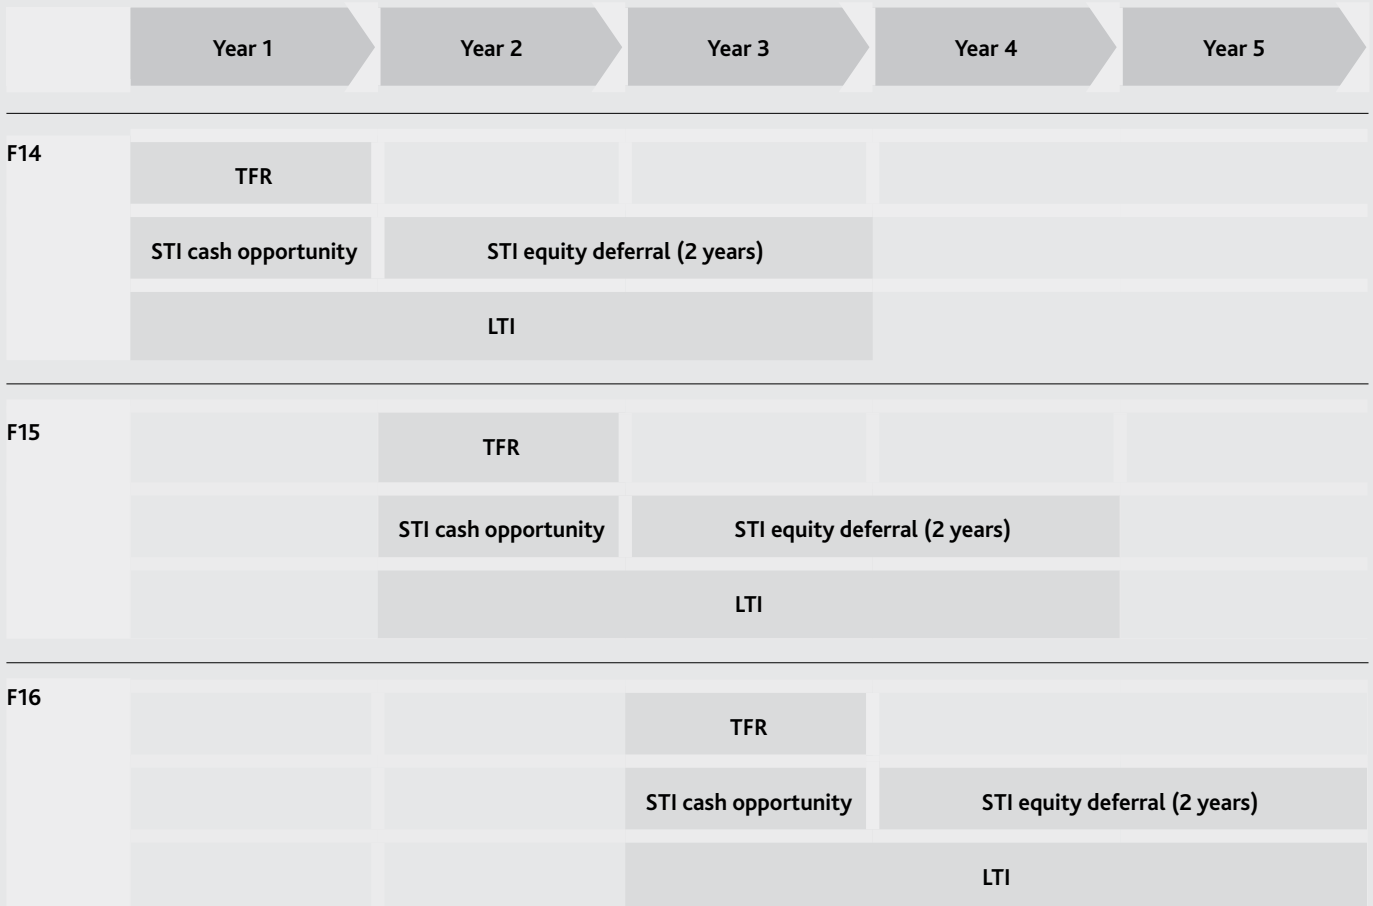 Year 1 Year 2 Year 3 Year 4 Year 5
F14
TFR
STI cash opportunity STI equity deferral (2 years)
LTI
F15
TFR
STI cash opportunity STI equity deferral (2 years)
LTI
F16
TFR
STI cash opportunity STI equity deferral (2 years)
LTI